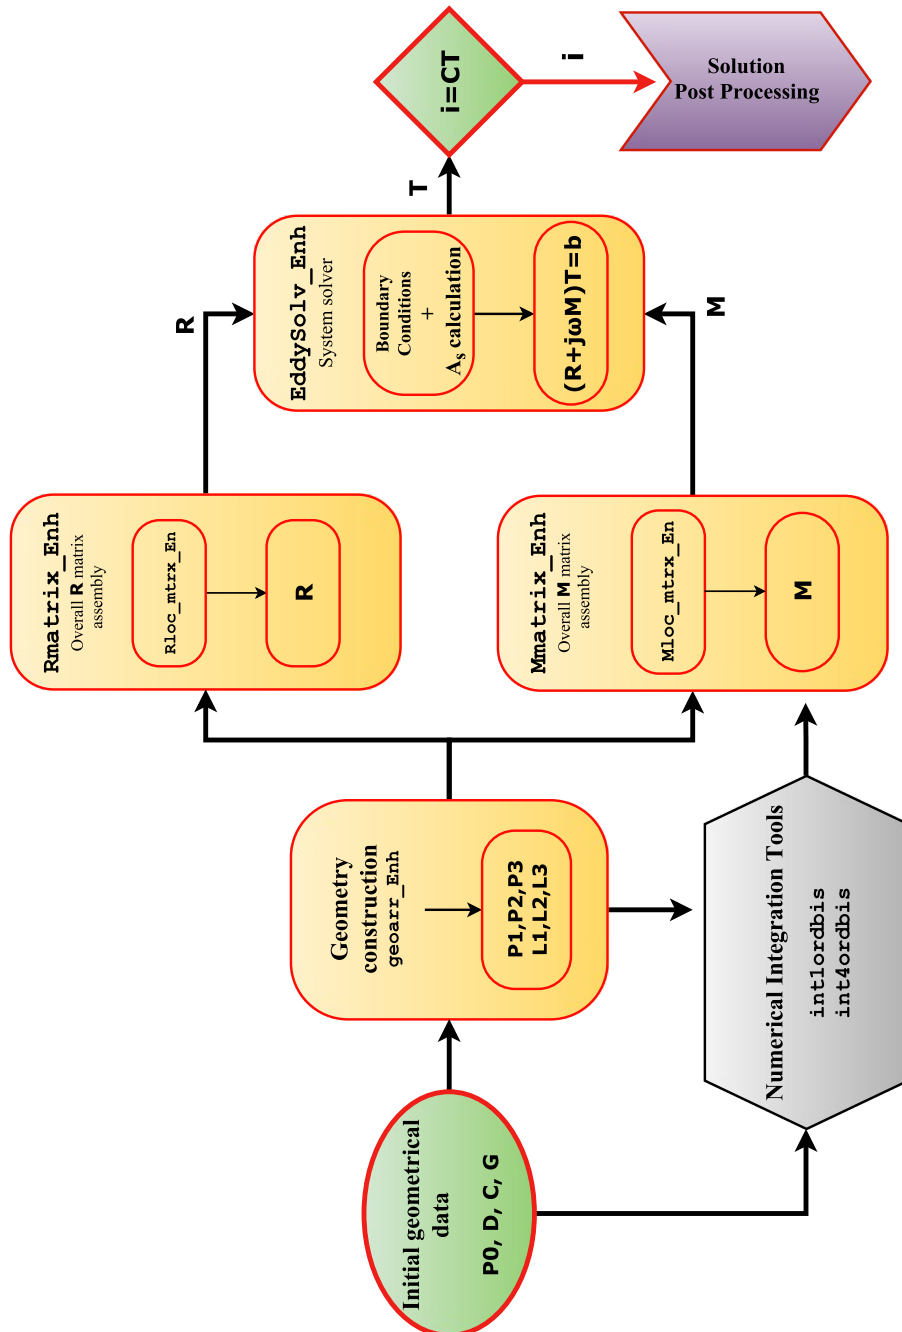 Initial geometrical
data
P0, D, C, G
Geometry
construction
geoarr_Enh
P1,P2,P3
L1,L2,L3
Numerical Integration Tools
int1ordbis
int4ordbis
Rmatrix_Enh
Overall R matrix
assembly
Rloc_mtrx_En
R
Mmatrix_Enh
Overall M matrix
assembly
Mloc_mtrx_En
M
R
M
EddySolv_Enh
System solver
Boundary
Conditions
+
As calculation
(R+jωM)T=b
T
i=CT
i
Solution
Post Processing